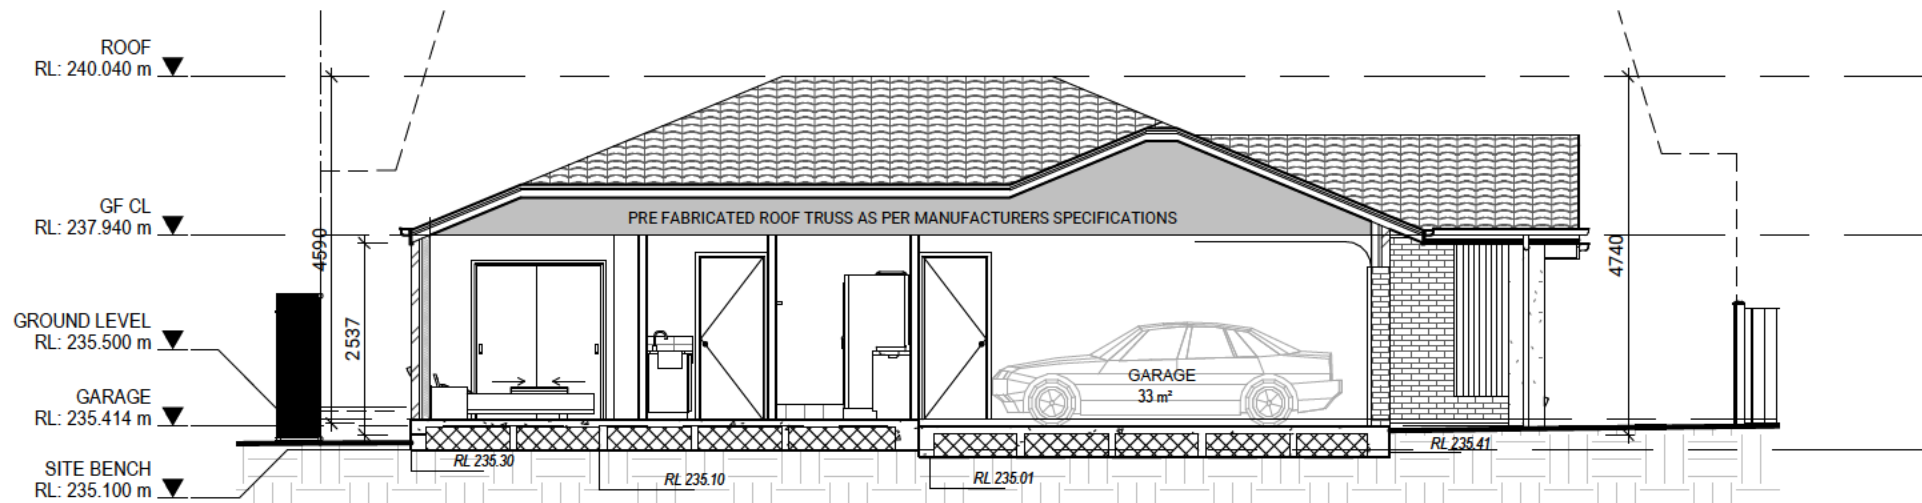 ROOF
RL: 240.040 m
GF CL
RL: 237.940 m
GROUND LEVEL
RL: 235.500 m
GARAGE
RL: 235.414 m
SITE BENCH
RL: 235.100 m
4590
2537
PRE FABRICATED ROOF TRUSS AS PER MANUFACTURERS SPECIFICATIONS
GARAGE
33 m²
4740
RL 235.30
RL 235.10
RL 235.01
RL 235.41